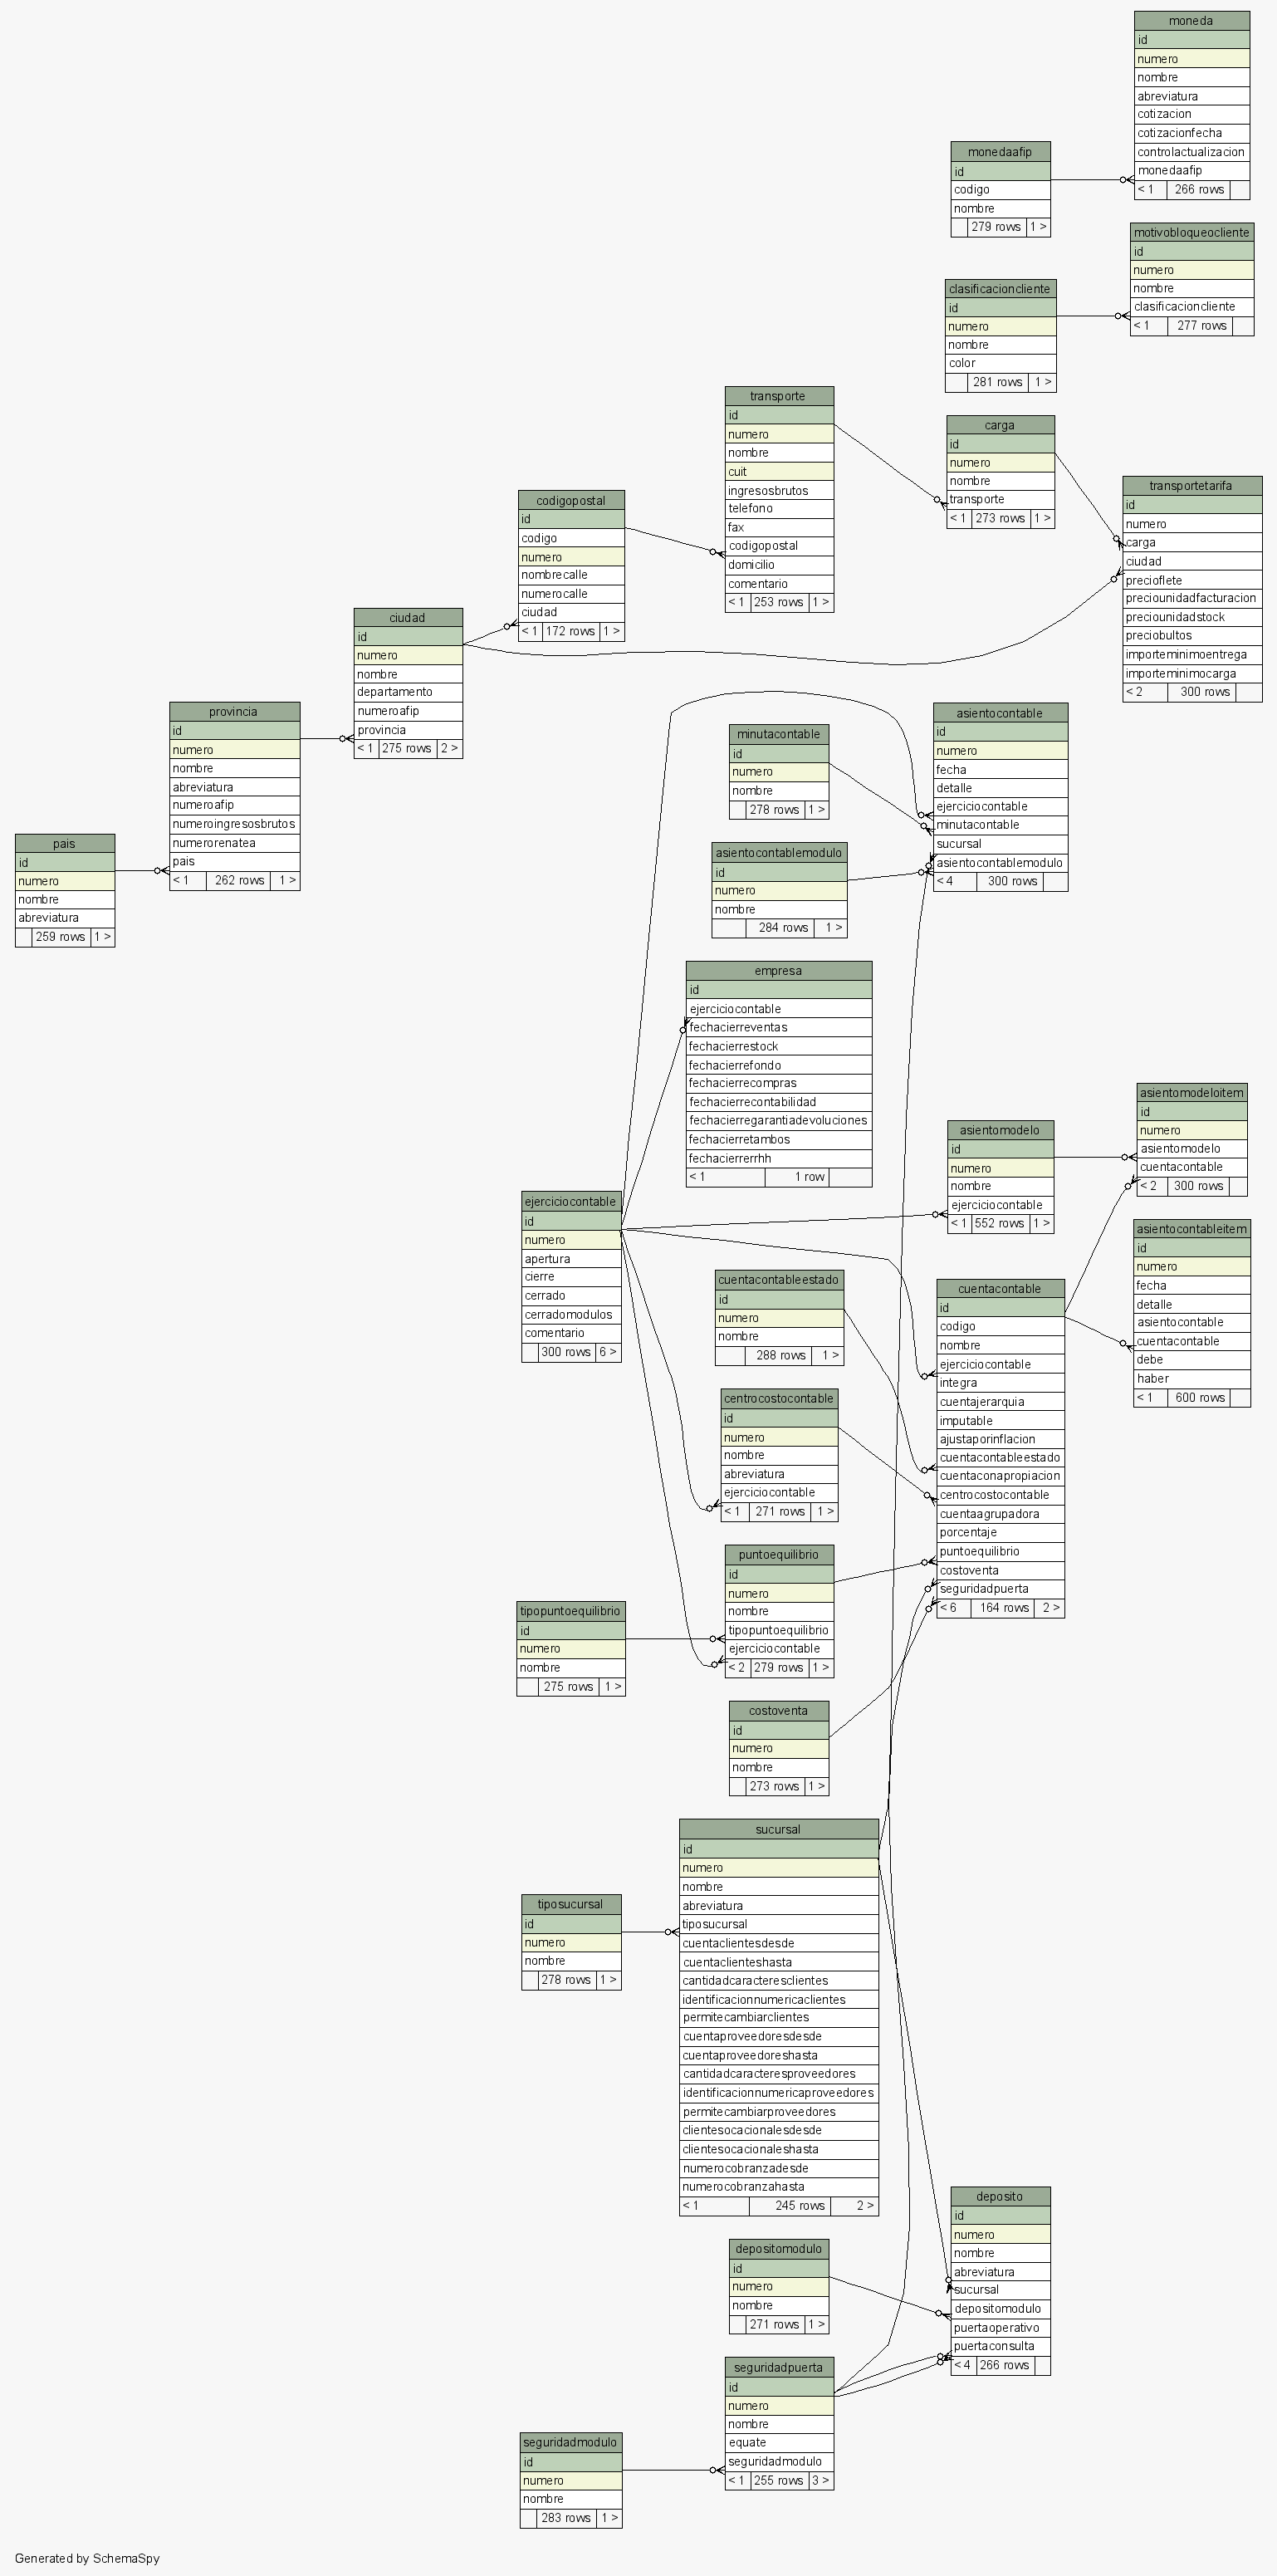 moneda
id
numero
nombre
abreviatura
cotizacion
cotizacionfecha
controlactualizacion
monedaafip
< 1 266 rows
monedaafip
id
codigo
nombre
279 rows 1 >
motivobloqueocliente
id
numero
nombre
clasificacioncliente
< 1 277 rows
clasificacioncliente
id
numero
nombre
color
281 rows 1 >
transporte
id
numero
nombre
cuit
ingresosbrutos
telefono
fax
codigopostal
domicilio
comentario
< 1 253 rows 1 >
carga
id
numero
nombre
transporte
< 1 273 rows 1 >
transportetarifa
id
numero
carga
ciudad
precioflete
preciounidadfacturacion
preciounidadstock
preciobultos
importeminimoentrega
importeminimocarga
< 2 300 rows
codigopostal
id
codigo
numero
nombrecalle
numerocalle
ciudad
< 1 172 rows 1 >
ciudad
id
numero
nombre
departamento
numeroafip
provincia
< 1 275 rows 2 >
provincia
id
numero
nombre
abreviatura
numeroafip
numeroingresosbrutos
numerorenatea
pais
< 1 262 rows 1 >
pais
id
numero
nombre
abreviatura
259 rows 1 >
asientocontable
id
numero
fecha
detalle
ejerciciocontable
minutacontable
sucursal
asientocontablemodulo
< 4 300 rows
minutacontable
id
numero
nombre
278 rows 1 >
asientocontablemodulo
id
numero
nombre
284 rows 1 >
empresa
id
ejerciciocontable
fechacierreventas
fechacierrestock
fechacierrefondo
fechacierrecompras
fechacierrecontabilidad
fechacierregarantiadevoluciones
fechacierretambos
fechacierrerrhh
< 1 1 row
asientomodeloitem
id
numero
asientomodelo
cuentacontable
< 2 300 rows
asientomodelo
id
numero
nombre
ejerciciocontable
< 1 552 rows 1 >
ejerciciocontable
id
numero
apertura
cierre
cerrado
cerradomodulos
comentario
300 rows 6 >
asientocontableitem
id
numero
fecha
detalle
asientocontable
cuentacontable
debe
haber
< 1 600 rows
cuentacontableestado
id
numero
nombre
288 rows 1 >
cuentacontable
id
codigo
nombre
ejerciciocontable
integra
cuentajerarquia
imputable
ajustaporinflacion
cuentacontableestado
cuentaconapropiacion
centrocostocontable
cuentaagrupadora
porcentaje
puntoequilibrio
costoventa
seguridadpuerta
< 6 164 rows 2 >
centrocostocontable
id
numero
nombre
abreviatura
ejerciciocontable
< 1 271 rows 1 >
puntoequilibrio
id
numero
nombre
tipopuntoequilibrio
ejerciciocontable
< 2 279 rows 1 >
tipopuntoequilibrio
id
numero
nombre
275 rows 1 >
costoventa
id
numero
nombre
273 rows 1 >
sucursal
id
numero
nombre
abreviatura
tiposucursal
cuentaclientesdesde
cuentaclienteshasta
cantidadcaracteresclientes
identificacionnumericaclientes
permitecambiarclientes
cuentaproveedoresdesde
cuentaproveedoreshasta
cantidadcaracteresproveedores
identificacionnumericaproveedores
permitecambiarproveedores
clientesocacionalesdesde
clientesocacionaleshasta
numerocobranzadesde
numerocobranzahasta
< 1 245 rows 2 >
tiposucursal
id
numero
nombre
278 rows 1 >
deposito
id
numero
nombre
abreviatura
sucursal
depositomodulo
puertaoperativo
puertaconsulta
< 4 266 rows
depositomodulo
id
numero
nombre
271 rows 1 >
seguridadpuerta
id
numero
nombre
equate
seguridadmodulo
< 1 255 rows 3 >
seguridadmodulo
id
numero
nombre
283 rows 1 >
Generated by SchemaSpy